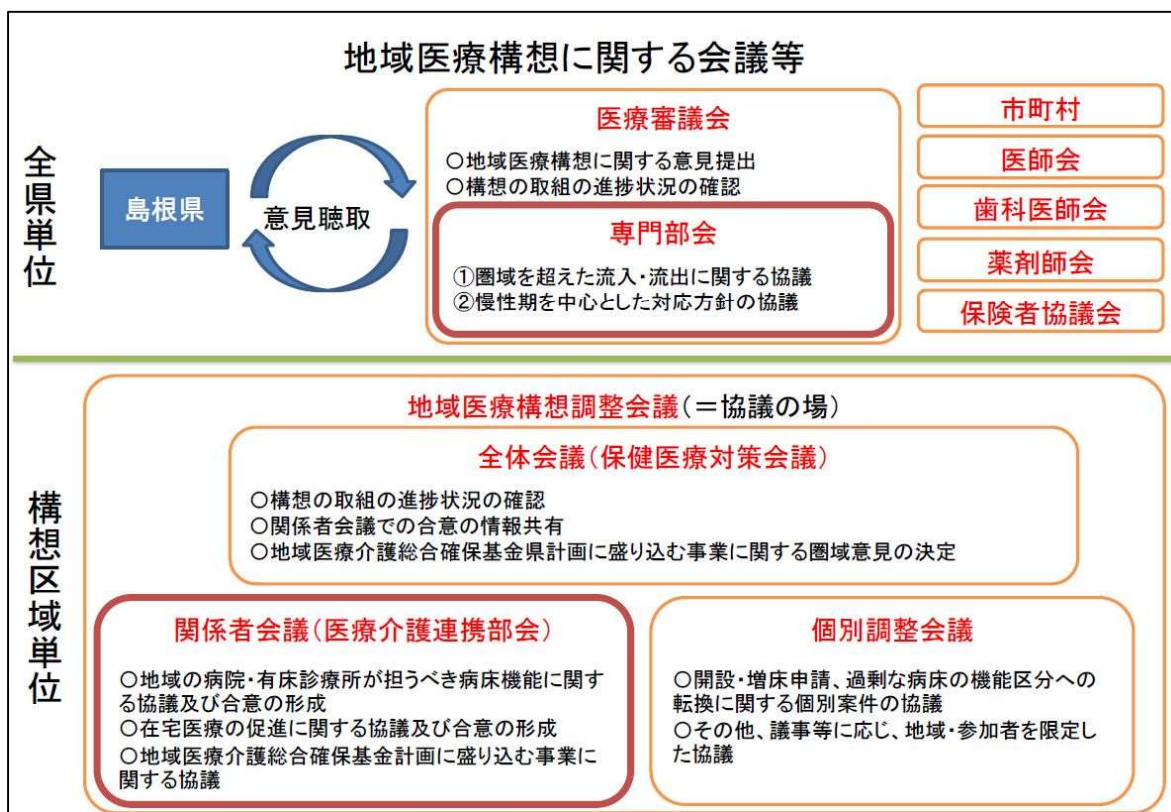 地域医療構想に関する会議等
全県単位
島根県
意見聴取
医療審議会
○地域医療構想に関する意見提出
○構想の取組の進捗状況の確認
専門部会
①圏域を超えた流入・流出に関する協議
②慢性期を中心とした対応方針の協議
市町村
医師会
歯科医師会
薬剤師会
保険者協議会
構想区域単位
地域医療構想調整会議(＝協議の場)
全体会議(保健医療対策会議)
○構想の取組の進捗状況の確認
○関係者会議での合意の情報共有
○地域医療介護総合確保基金県計画に盛り込む事業に関する圏域意見の決定
関係者会議(医療介護連携部会)
○地域の病院・有床診療所が担うべき病床機能に関す
る協議及び合意の形成
○在宅医療の促進に関する協議及び合意の形成
○地域医療介護総合確保基金計画に盛り込む事業に
関する協議
個別調整会議
○開設・増床申請、過剰な病床の機能区分への
転換に関する個別案件の協議
○その他、議事等に応じ、地域・参加者を限定し
た協議